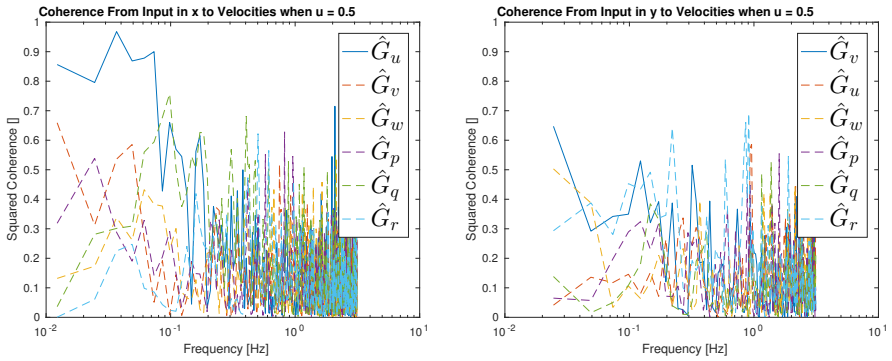 Coherence From Input in x to Velocities when u = 0.5
Squared Coherence []
1
0.9
0.8
0.7
0.6
0.5
0.4
0.3
0.2
0.1
0
10^-2
10^-1
10^0
10^1
Frequency [Hz]
Ĝ_u
Ĝ_v
Ĝ_w
Ĝ_p
Ĝ_q
Ĝ_r
Coherence From Input in y to Velocities when u = 0.5
Squared Coherence []
1
0.9
0.8
0.7
0.6
0.5
0.4
0.3
0.2
0.1
0
10^-2
10^-1
10^0
10^1
Frequency [Hz]
Ĝ_v
Ĝ_u
Ĝ_w
Ĝ_p
Ĝ_q
Ĝ_r